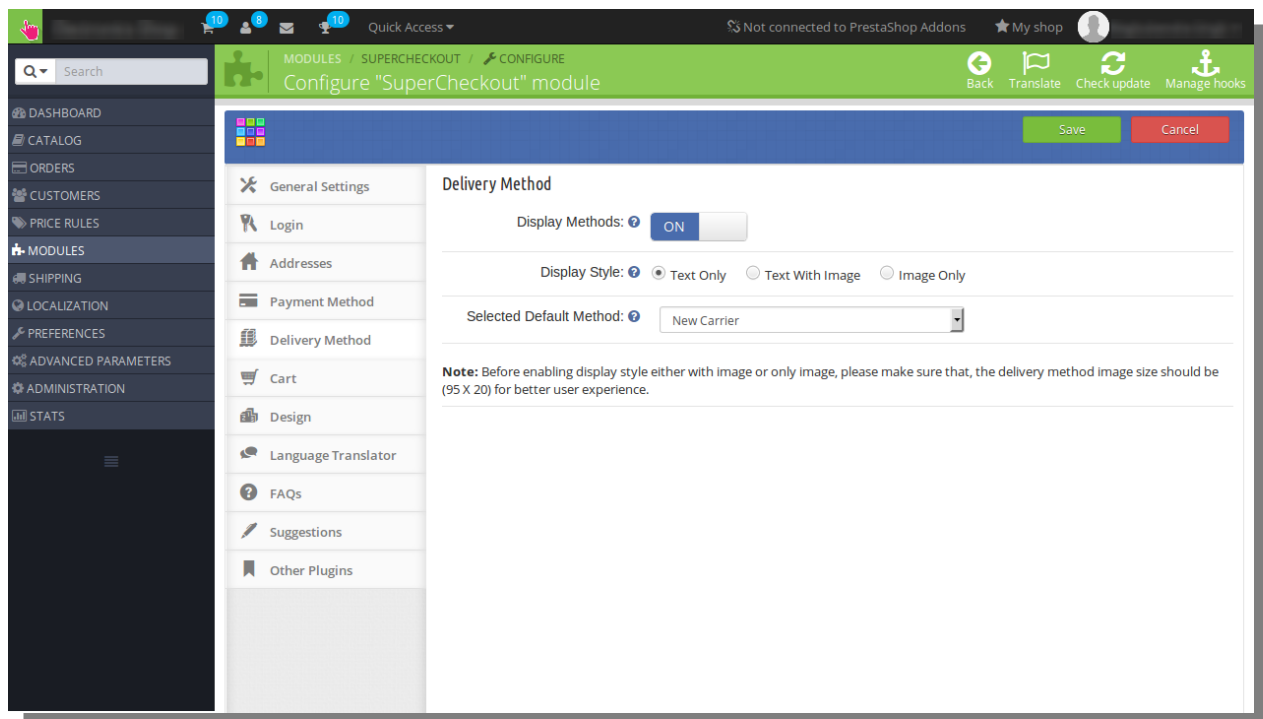 10 8 10 Quick Access Not connected to PrestaShop Addons My shop
Search
MODULES / SUPERCHECKOUT / CONFIGURE
Configure "SuperCheckout" module
Back Translate Check update Manage hooks
DASHBOARD
CATALOG
ORDERS
CUSTOMERS
PRICE RULES
MODULES
SHIPPING
LOCALIZATION
PREFERENCES
ADVANCED PARAMETERS
ADMINISTRATION
STATS
Save Cancel
General Settings
Login
Addresses
Payment Method
Delivery Method
Cart
Design
Language Translator
FAQs
Suggestions
Other Plugins
Delivery Method
Display Methods: ON
Display Style: Text Only Text With Image Image Only
Selected Default Method: New Carrier
Note: Before enabling display style either with image or only image, please make sure that, the delivery method image size should be
(95 X 20) for better user experience.